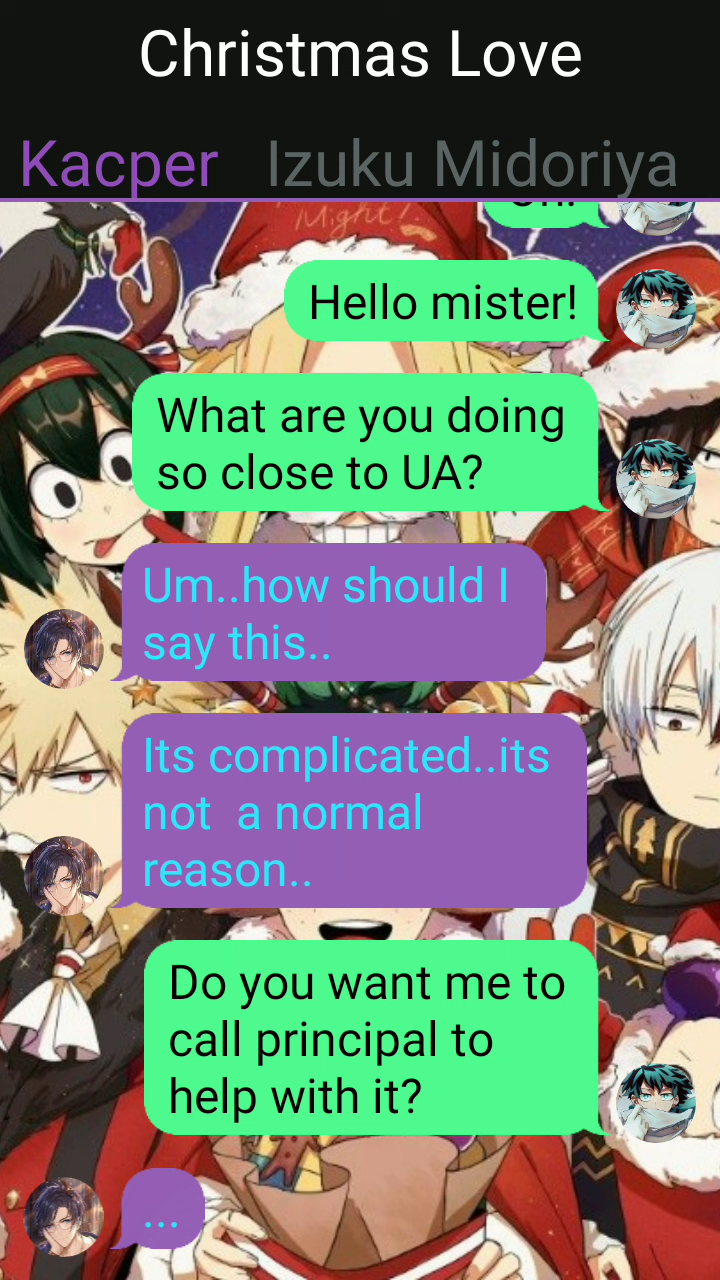 Christmas Love
Kacper Izuku Midoriya
Might!
Hello mister!
What are you doing
so close to UA?
Um..how should I
say this..
Its complicated..its
not  a normal
reason..
Do you want me to
call principal to
help with it?
...